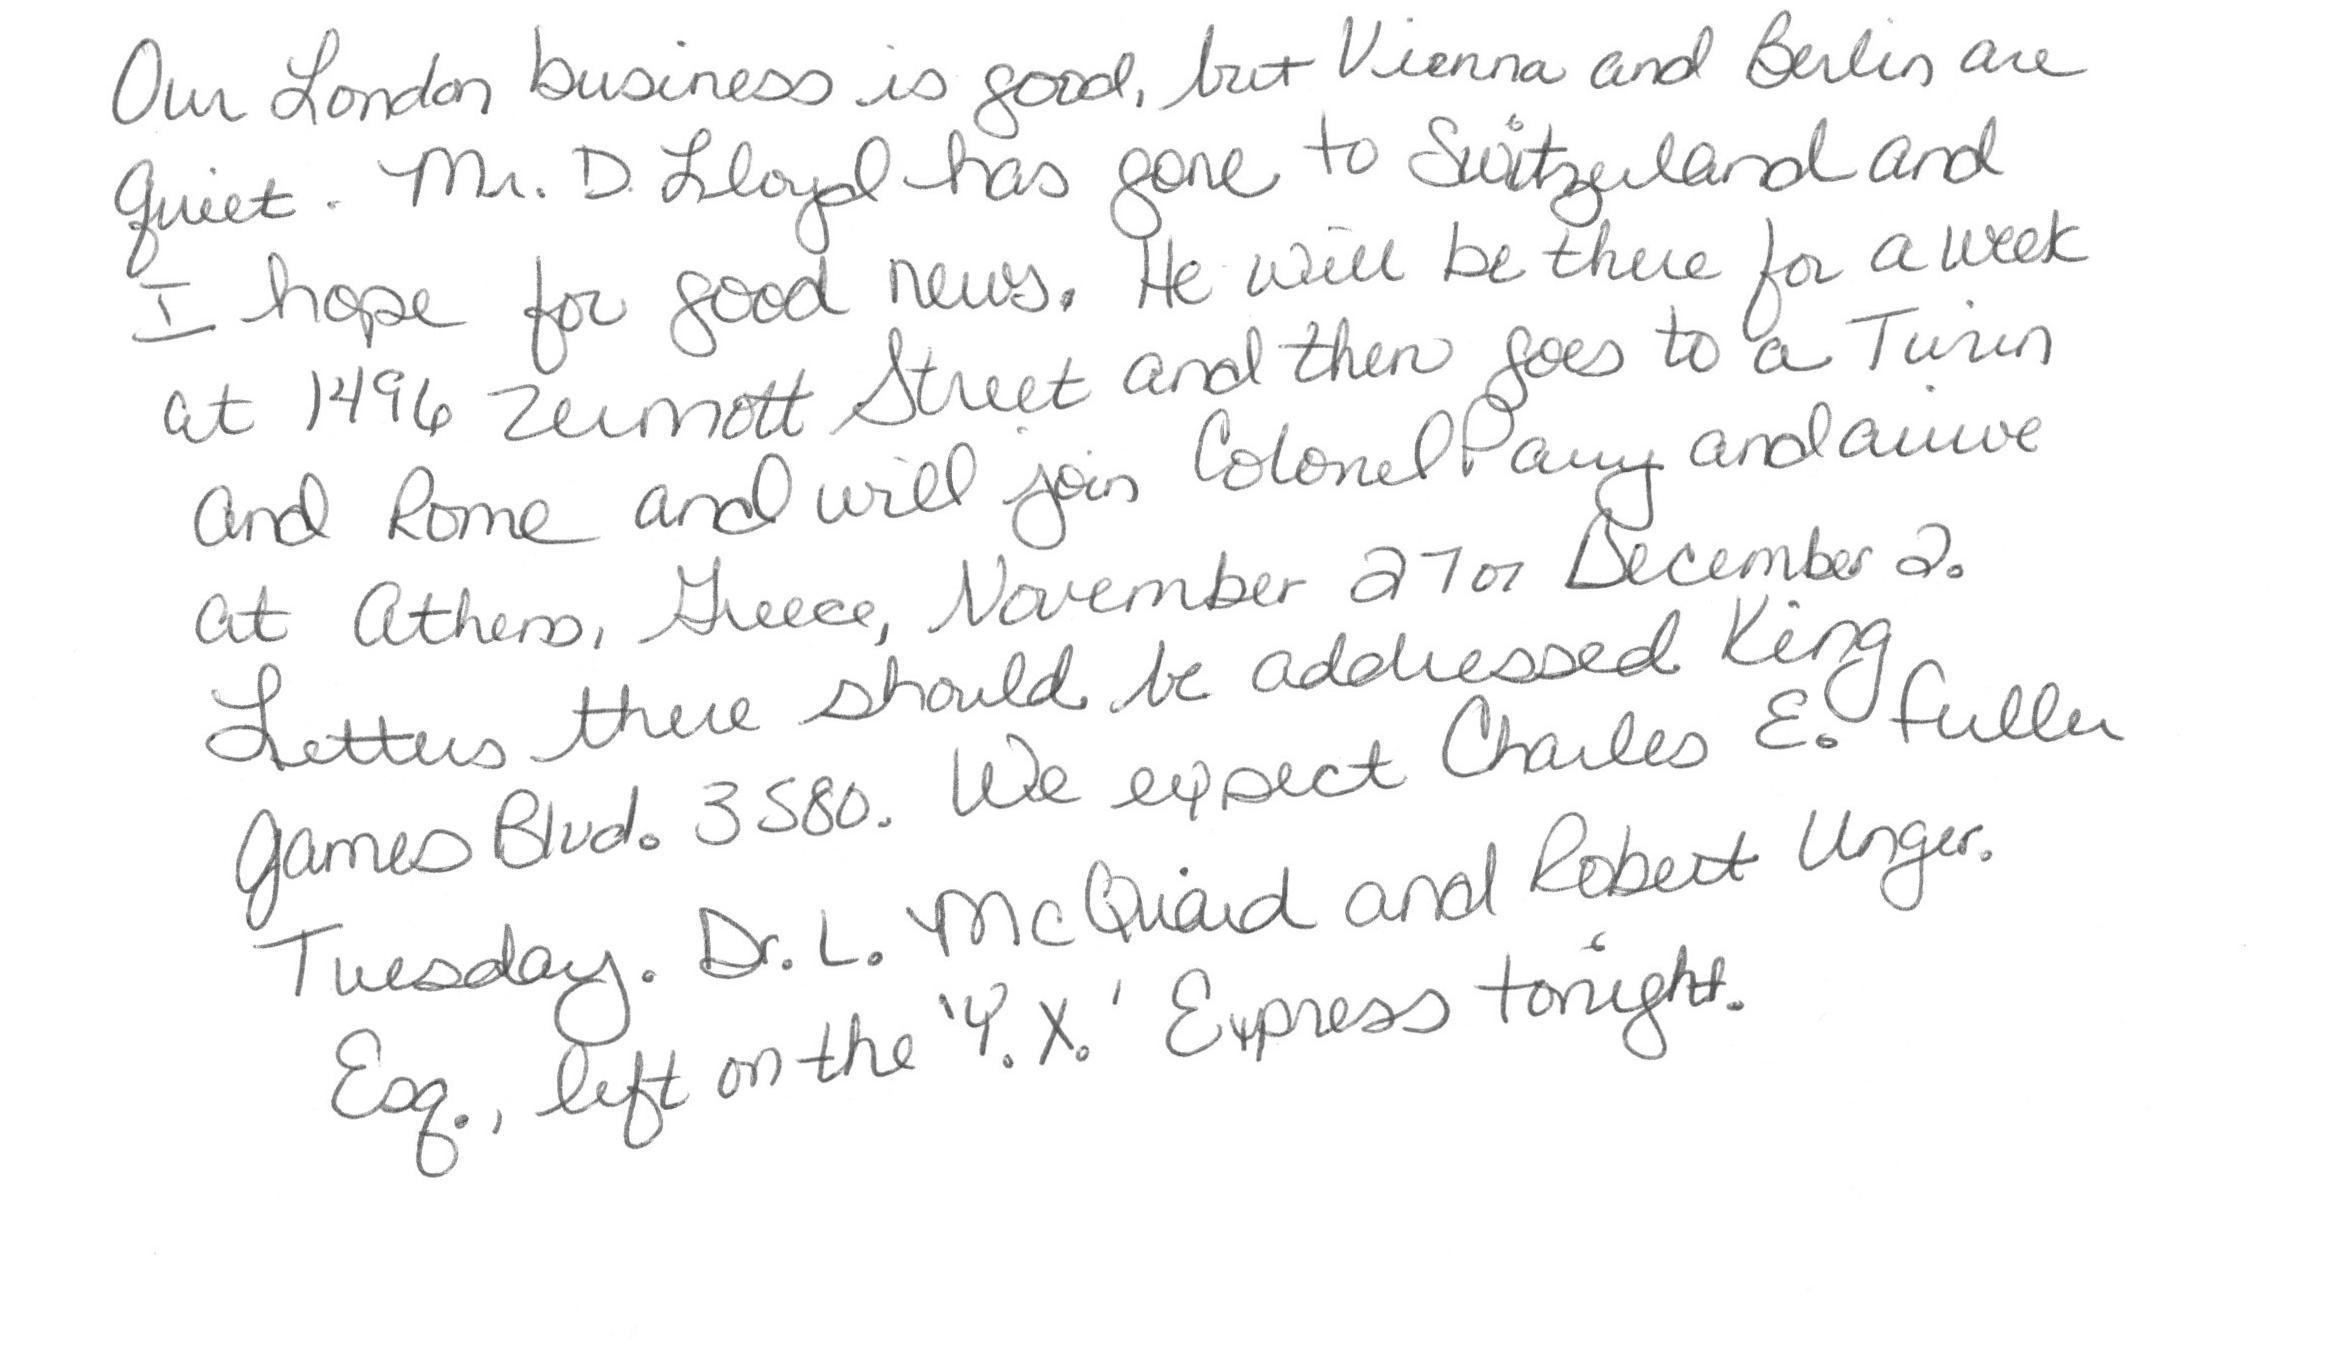 Our London business is good, but Vienna and Berlin are
quiet. Mr. D. Lloyd has gone to Switzerland and
I hope for good news. He will be there for a week
at 1496 Zermott Street and then goes to a Turin
and Rome and will join Colonel Parry and arrive
at Athens, Greece, November 27 or December 2.
Letters there should be addressed King
James Blvd. 3580. We expect Charles E. Fuller
Tuesday. Dr. L. McQuaid and Robert Unger.
Esq., left on the 'Y.X.' Express tonight.